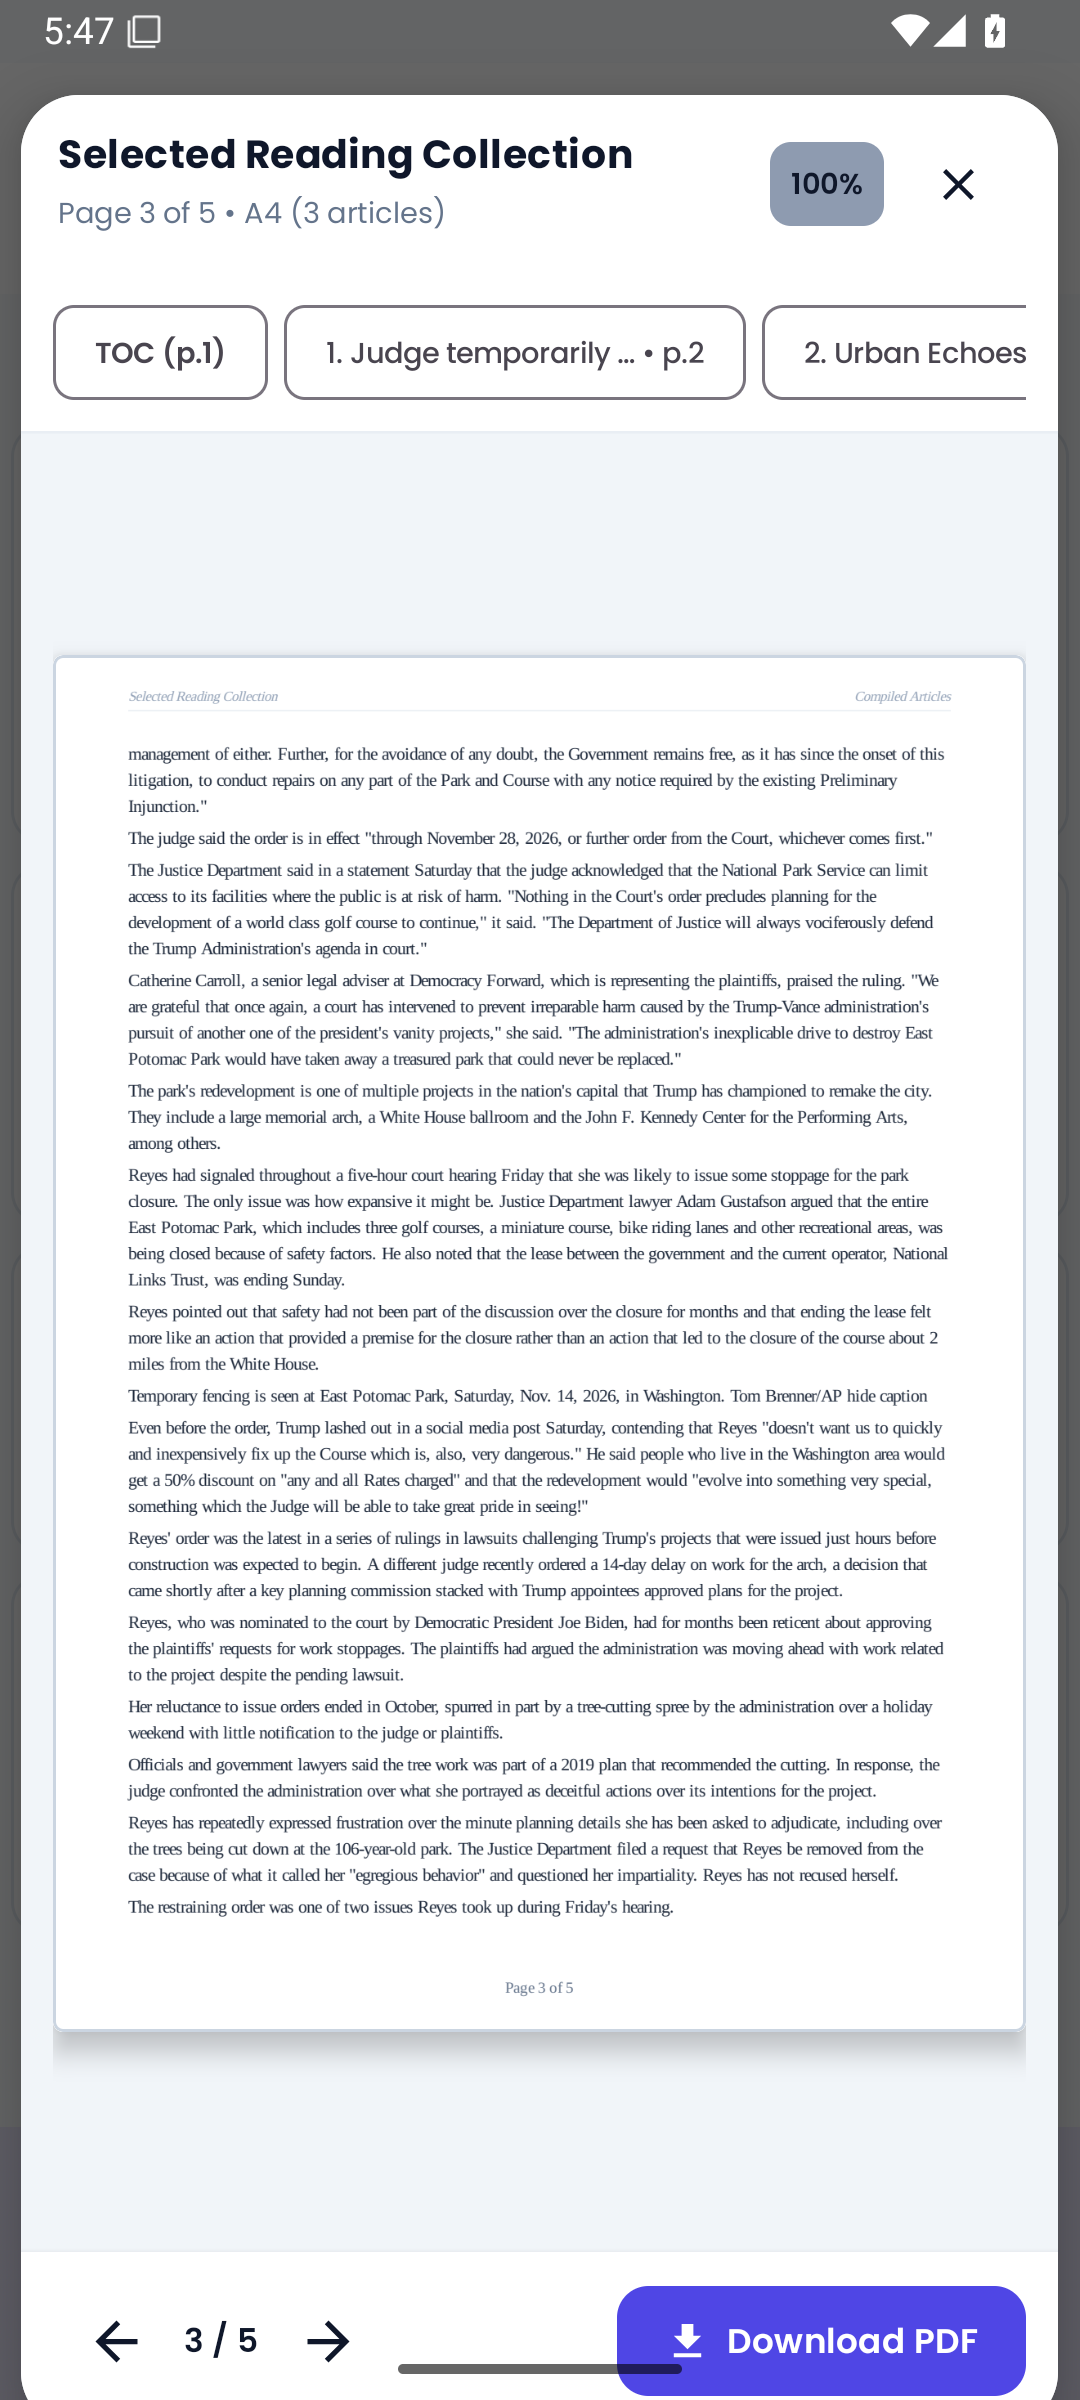 5:47
Selected Reading Collection
Page 3 of 5 • A4 (3 articles)
100%
TOC (p.1)
1. Judge temporarily ... • p.2
2. Urban Echoes
Selected Reading Collection
Compiled Articles
management of either. Further, for the avoidance of any doubt, the Government remains free, as it has since the onset of this
litigation, to conduct repairs on any part of the Park and Course with any notice required by the existing Preliminary
Injunction."
The judge said the order is in effect "through November 28, 2026, or further order from the Court, whichever comes first."
The Justice Department said in a statement Saturday that the judge acknowledged that the National Park Service can limit
access to its facilities where the public is at risk of harm. "Nothing in the Court's order precludes planning for the
development of a world class golf course to continue," it said. "The Department of Justice will always vociferously defend
the Trump Administration's agenda in court."
Catherine Carroll, a senior legal adviser at Democracy Forward, which is representing the plaintiffs, praised the ruling. "We
are grateful that once again, a court has intervened to prevent irreparable harm caused by the Trump-Vance administration's
pursuit of another one of the president's vanity projects," she said. "The administration's inexplicable drive to destroy East
Potomac Park would have taken away a treasured park that could never be replaced."
The park's redevelopment is one of multiple projects in the nation's capital that Trump has championed to remake the city.
They include a large memorial arch, a White House ballroom and the John F. Kennedy Center for the Performing Arts,
among others.
Reyes had signaled throughout a five-hour court hearing Friday that she was likely to issue some stoppage for the park
closure. The only issue was how expansive it might be. Justice Department lawyer Adam Gustafson argued that the entire
East Potomac Park, which includes three golf courses, a miniature course, bike riding lanes and other recreational areas, was
being closed because of safety factors. He also noted that the lease between the government and the current operator, National
Links Trust, was ending Sunday.
Reyes pointed out that safety had not been part of the discussion over the closure for months and that ending the lease felt
more like an action that provided a premise for the closure rather than an action that led to the closure of the course about 2
miles from the White House.
Temporary fencing is seen at East Potomac Park, Saturday, Nov. 14, 2026, in Washington. Tom Brenner/AP hide caption
Even before the order, Trump lashed out in a social media post Saturday, contending that Reyes "doesn't want us to quickly
and inexpensively fix up the Course which is, also, very dangerous." He said people who live in the Washington area would
get a 50% discount on "any and all Rates charged" and that the redevelopment would "evolve into something very special,
something which the Judge will be able to take great pride in seeing!"
Reyes' order was the latest in a series of rulings in lawsuits challenging Trump's projects that were issued just hours before
construction was expected to begin. A different judge recently ordered a 14-day delay on work for the arch, a decision that
came shortly after a key planning commission stacked with Trump appointees approved plans for the project.
Reyes, who was nominated to the court by Democratic President Joe Biden, had for months been reticent about approving
the plaintiffs' requests for work stoppages. The plaintiffs had argued the administration was moving ahead with work related
to the project despite the pending lawsuit.
Her reluctance to issue orders ended in October, spurred in part by a tree-cutting spree by the administration over a holiday
weekend with little notification to the judge or plaintiffs.
Officials and government lawyers said the tree work was part of a 2019 plan that recommended the cutting. In response, the
judge confronted the administration over what she portrayed as deceitful actions over its intentions for the project.
Reyes has repeatedly expressed frustration over the minute planning details she has been asked to adjudicate, including over
the trees being cut down at the 106-year-old park. The Justice Department filed a request that Reyes be removed from the
case because of what it called her "egregious behavior" and questioned her impartiality. Reyes has not recused herself.
The restraining order was one of two issues Reyes took up during Friday's hearing.
Page 3 of 5
3 / 5
Download PDF